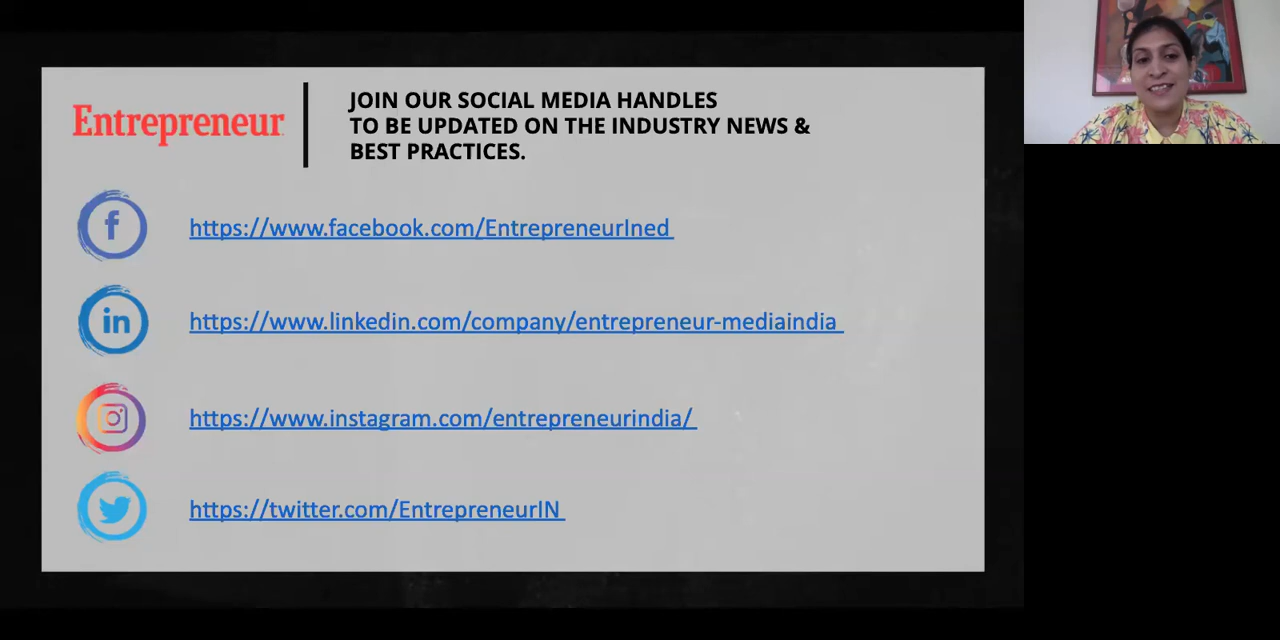 Entrepreneur
JOIN OUR SOCIAL MEDIA HANDLES
TO BE UPDATED ON THE INDUSTRY NEWS &
BEST PRACTICES.
https://www.facebook.com/EntrepreneurIned
https://www.linkedin.com/company/entrepreneur-mediaindia
https://www.instagram.com/entrepreneurindia/
https://twitter.com/EntrepreneurIN